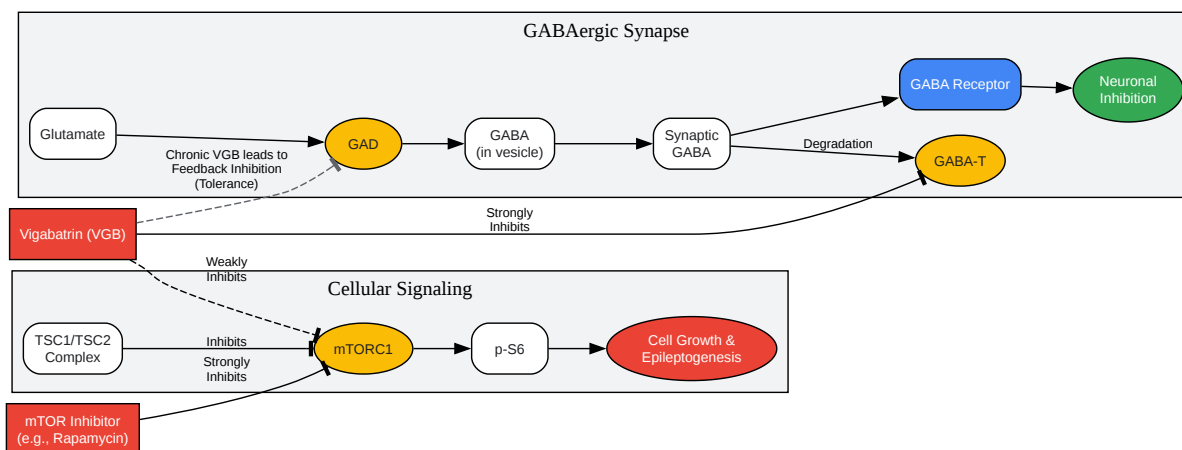 GABAergic Synapse
Glutamate
GAD
GABA
(in vesicle)
Synaptic
GABA
GABA Receptor
Neuronal
Inhibition
Degradation
GABA-T
Chronic VGB leads to
Feedback Inhibition
(Tolerance)
Vigabatrin (VGB)
Strongly
Inhibits
Weakly
Inhibits
Cellular Signaling
TSC1/TSC2
Complex
Inhibits
Strongly
Inhibits
mTORC1
p-S6
Cell Growth &
Epileptogenesis
mTOR Inhibitor
(e.g., Rapamycin)